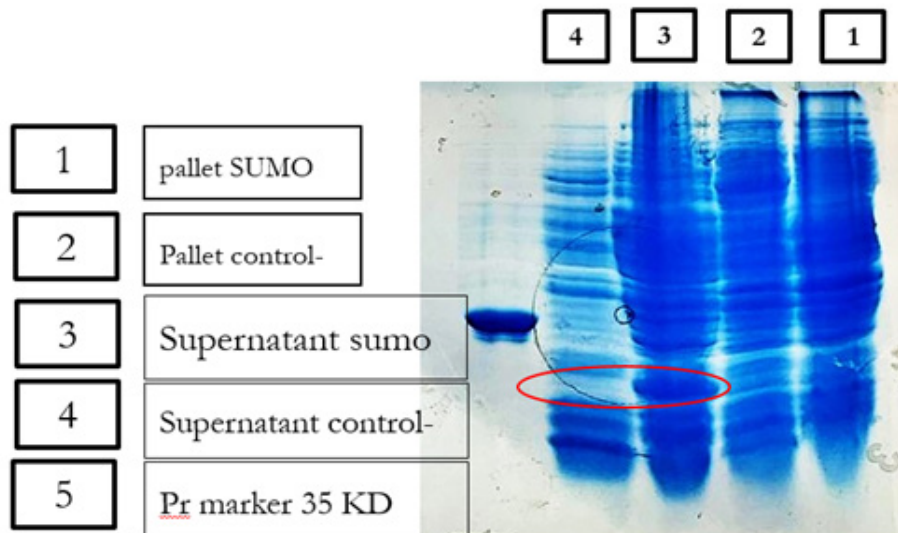 4 3 2 1
1 pallet SUMO
2 Pallet control-
3 Supernatant sumo
4 Supernatant control-
5 Pr marker 35 KD